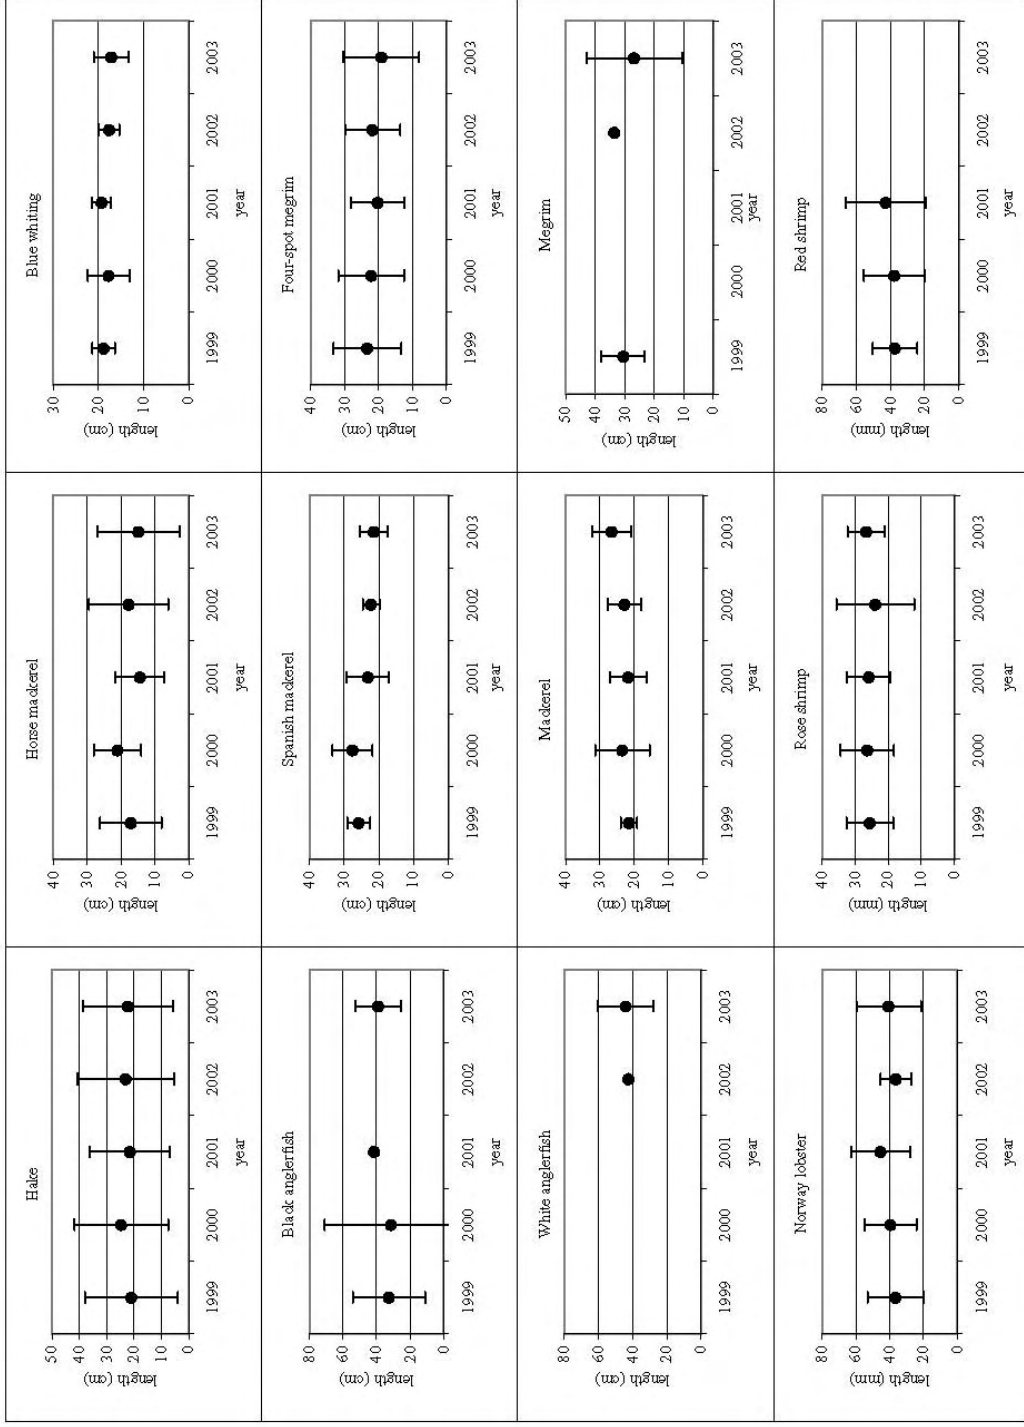 Hake
length (cm)
50
40
30
20
10
0
1999 2000 2001 2002 2003
year
Horse mackerel
length (cm)
40
30
20
10
0
1999 2000 2001 2002 2003
year
Blue whiting
length (cm)
30
20
10
0
1999 2000 2001 2002 2003
year
Black anglerfish
length (cm)
80
60
40
20
0
1999 2000 2001 2002 2003
year
Spanish mackerel
length (cm)
40
30
20
10
0
1999 2000 2001 2002 2003
year
Four-spot megrim
length (cm)
40
30
20
10
0
1999 2000 2001 2002 2003
year
White anglerfish
length (cm)
80
60
40
20
0
1999 2000 2001 2002 2003
year
Mackerel
length (cm)
40
30
20
10
0
1999 2000 2001 2002 2003
year
Megrim
length (cm)
50
40
30
20
10
0
1999 2000 2001 2002 2003
year
Norway lobster
length (mm)
80
60
40
20
0
1999 2000 2001 2002 2003
year
Rose shrimp
length (mm)
40
30
20
10
0
1999 2000 2001 2002 2003
year
Red shrimp
length (mm)
80
60
40
20
0
1999 2000 2001 2002 2003
year